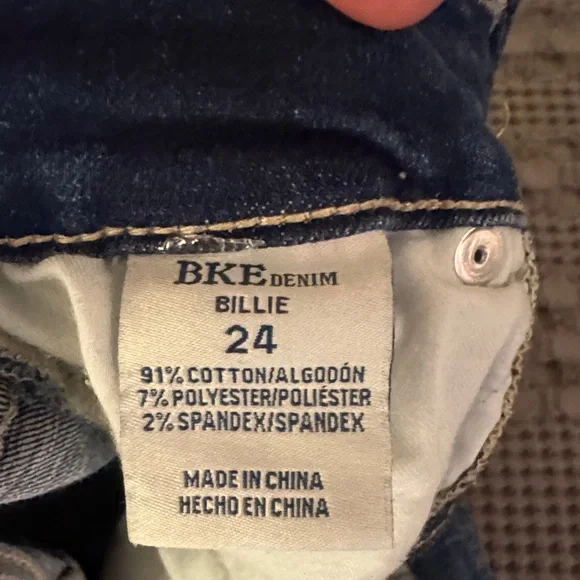 BKE DENIM
BILLIE
24
91% COTTON/ALGODÓN
7% POLYESTER/POLIÉSTER
2% SPANDEX/SPANDEX
MADE IN CHINA
HECHO EN CHINA